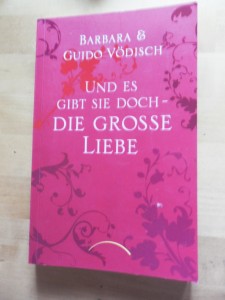 BARBARA &
GUIDO VÖDISCH
UND ES
GIBT SIE DOCH –
DIE GROSSE
LIEBE